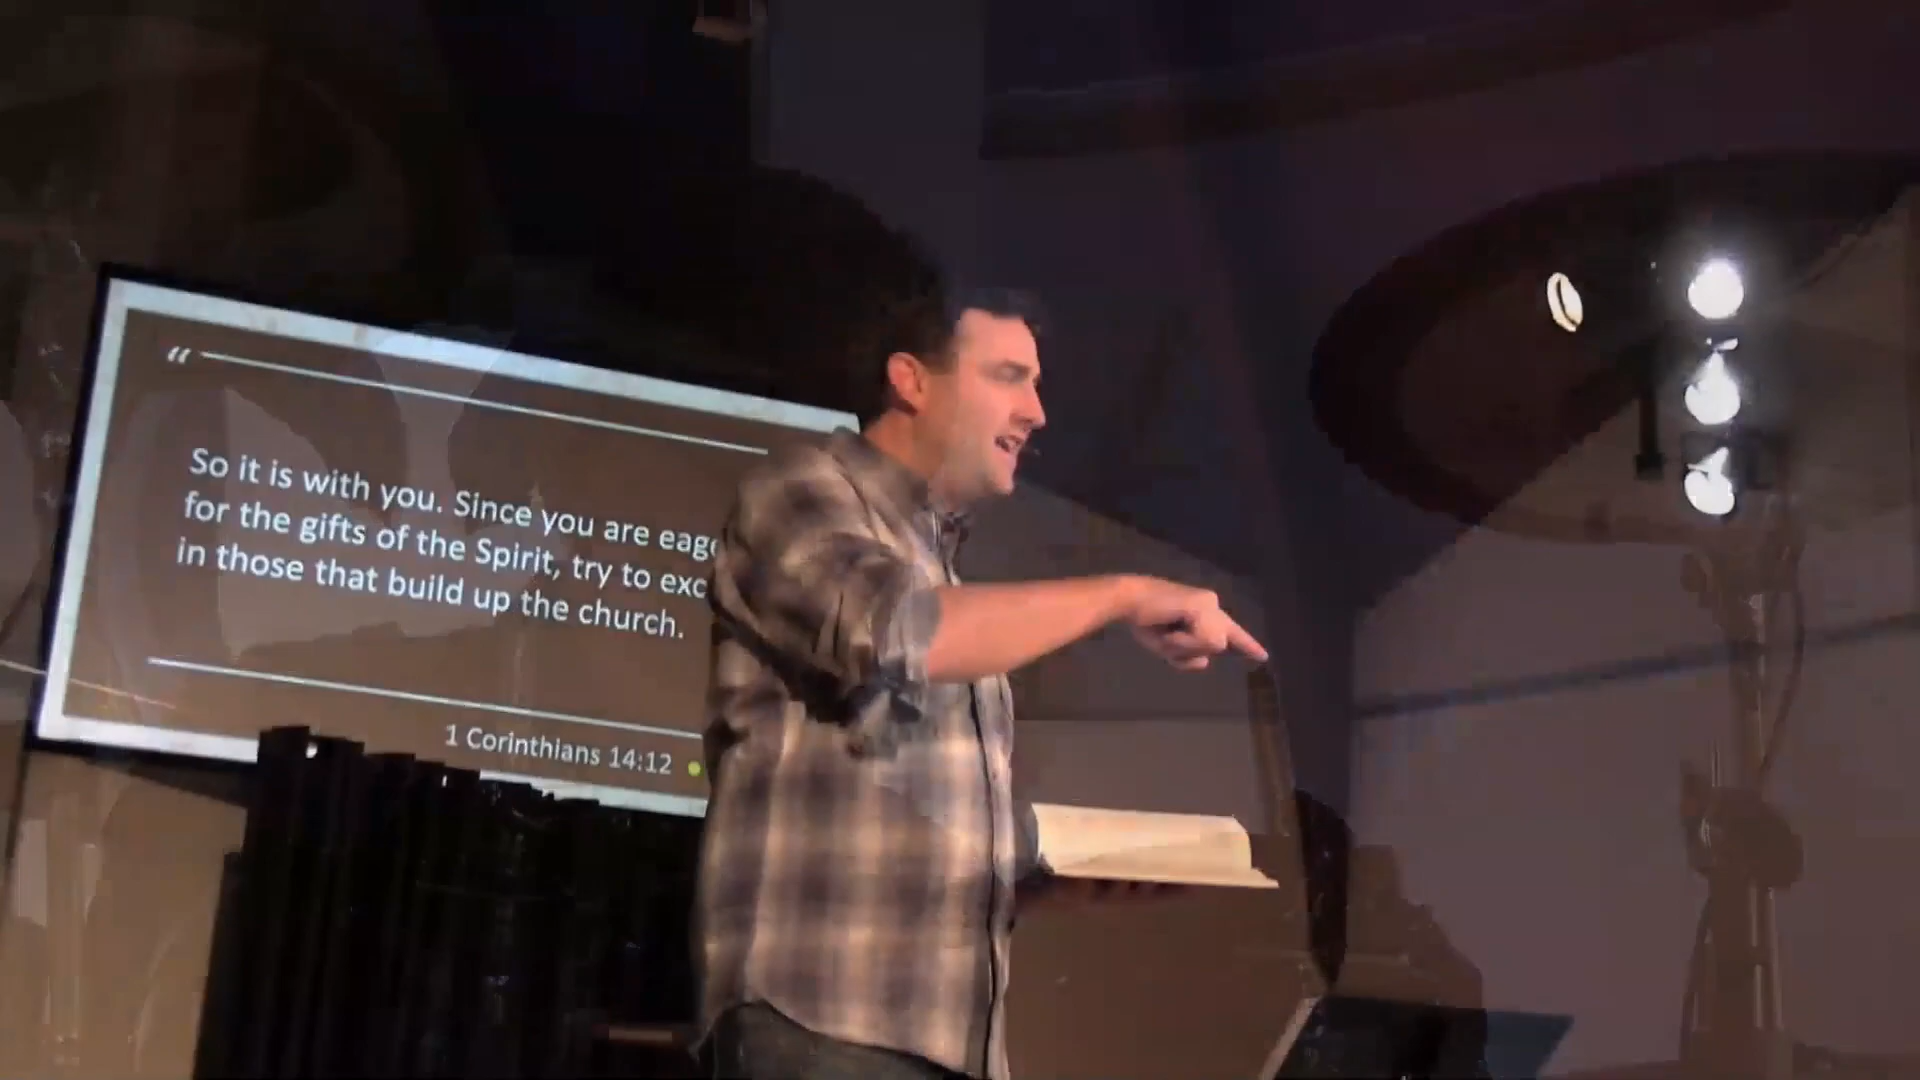 “
So it is with you. Since you are eage
for the gifts of the Spirit, try to exc
in those that build up the church.
1 Corinthians 14:12